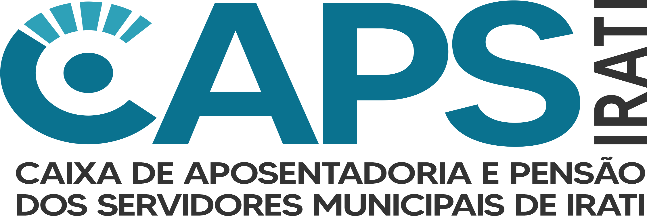 CAPS
IRATI
CAIXA DE APOSENTADORIA E PENSÃO
DOS SERVIDORES MUNICIPAIS DE IRATI